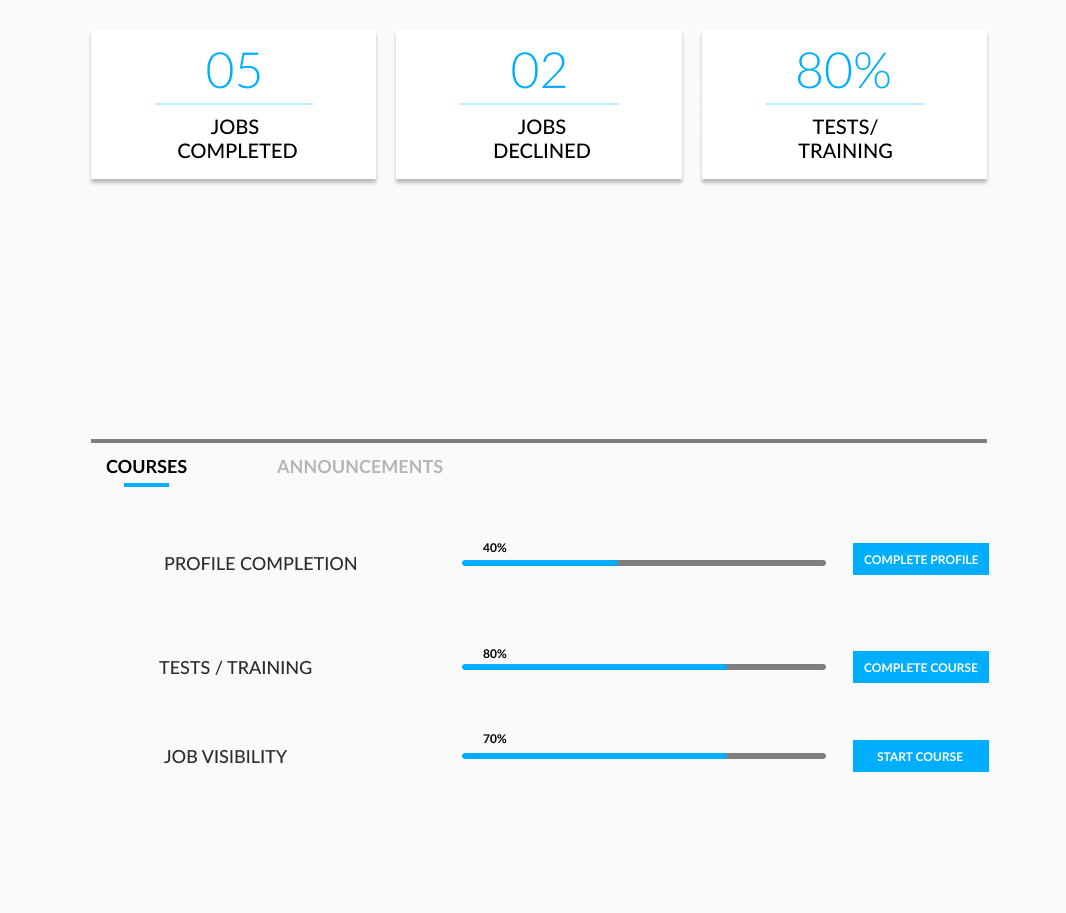 05
JOBS
COMPLETED
02
JOBS
DECLINED
80%
TESTS/
TRAINING
COURSES
ANNOUNCEMENTS
PROFILE COMPLETION
40%
COMPLETE PROFILE
TESTS / TRAINING
80%
COMPLETE COURSE
JOB VISIBILITY
70%
START COURSE